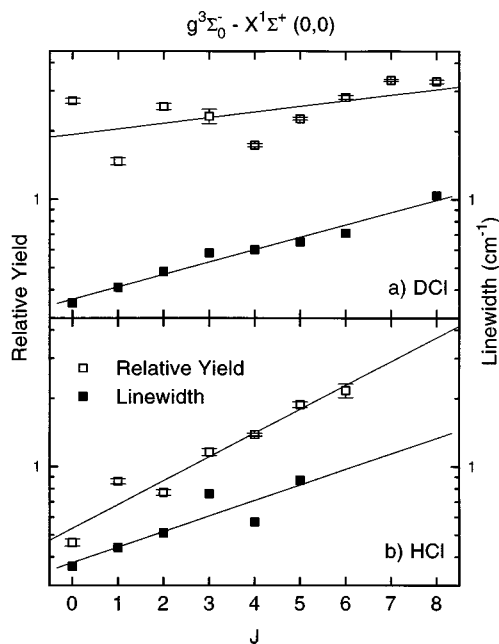 g³Σ₀⁻ - X¹Σ⁺ (0,0)
Relative Yield
1
1
a) DCl
Linewidth (cm⁻¹)
1
1
Relative Yield
Linewidth
b) HCl
0 1 2 3 4 5 6 7 8
J